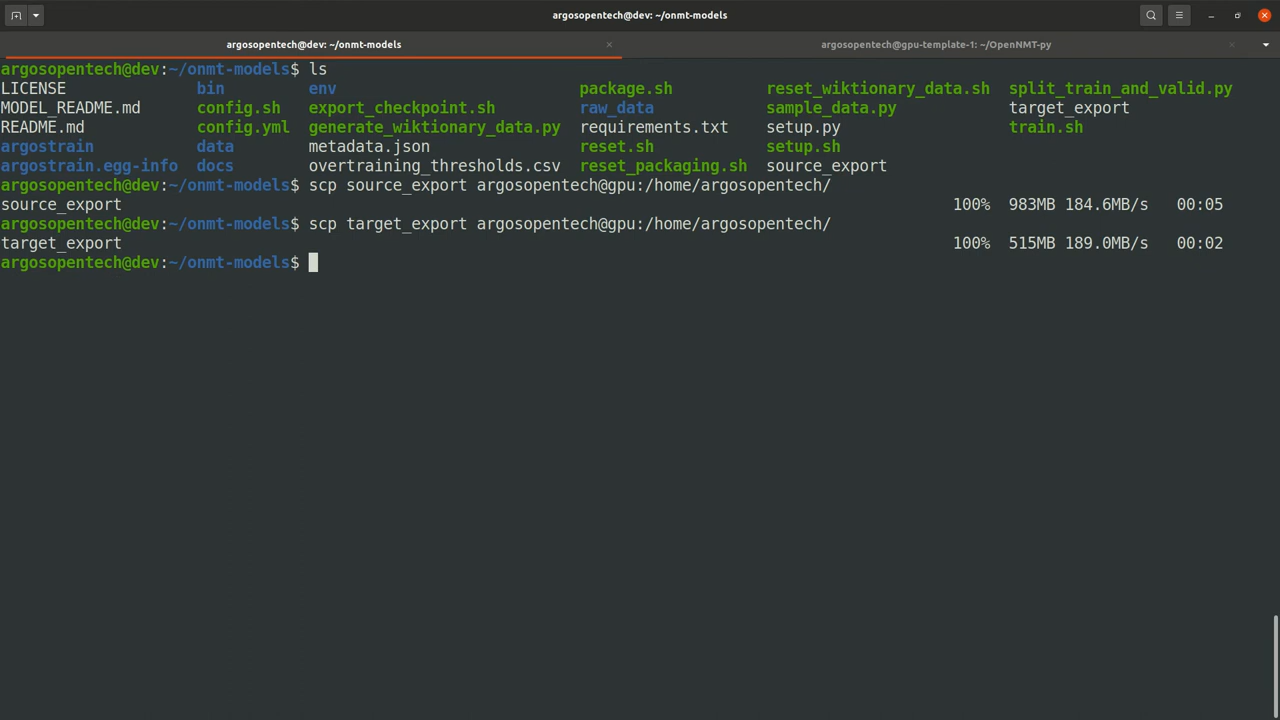 argosopentech@dev: ~/onmt-models
argosopentech@dev: ~/onmt-models argosopentech@gpu-template-1: ~/OpenNMT-py
argosopentech@dev:~/onmt-models$ ls
LICENSE bin env package.sh reset_wiktionary_data.sh split_train_and_valid.py
MODEL_README.md config.sh export_checkpoint.sh raw_data sample_data.py target_export
README.md config.yml generate_wiktionary_data.py requirements.txt setup.py train.sh
argostrain data metadata.json reset.sh setup.sh
argostrain.egg-info docs overtraining_thresholds.csv reset_packaging.sh source_export
argosopentech@dev:~/onmt-models$ scp source_export argosopentech@gpu:/home/argosopentech/
source_export 100% 983MB 184.6MB/s 00:05
argosopentech@dev:~/onmt-models$ scp target_export argosopentech@gpu:/home/argosopentech/
target_export 100% 515MB 189.0MB/s 00:02
argosopentech@dev:~/onmt-models$